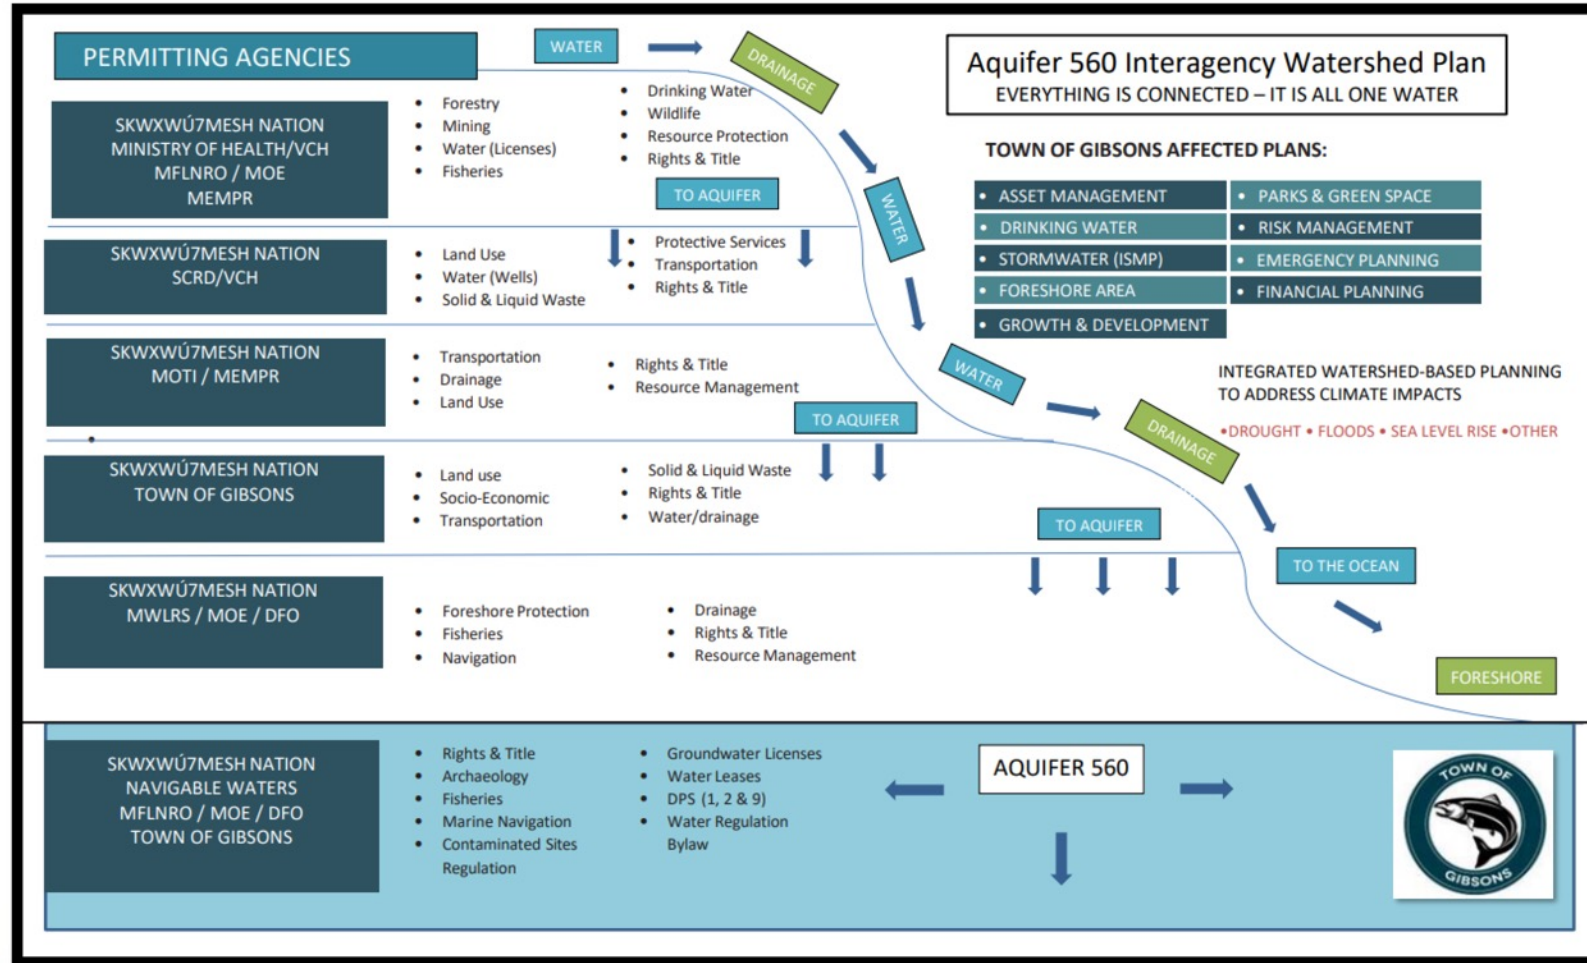 PERMITTING AGENCIES
WATER
DRAINAGE
Aquifer 560 Interagency Watershed Plan
EVERYTHING IS CONNECTED – IT IS ALL ONE WATER
SKWXWÚ7MESH NATION
MINISTRY OF HEALTH/VCH
MFLNRO / MOE
MEMPR
• Forestry
• Mining
• Water (Licenses)
• Fisheries
• Drinking Water
• Wildlife
• Resource Protection
• Rights & Title
TO AQUIFER
WATER
TOWN OF GIBSONS AFFECTED PLANS:
• ASSET MANAGEMENT
• DRINKING WATER
• STORMWATER (ISMP)
• FORESHORE AREA
• GROWTH & DEVELOPMENT
• PARKS & GREEN SPACE
• RISK MANAGEMENT
• EMERGENCY PLANNING
• FINANCIAL PLANNING
SKWXWÚ7MESH NATION
SCRD/VCH
• Land Use
• Water (Wells)
• Solid & Liquid Waste
• Protective Services
• Transportation
• Rights & Title
SKWXWÚ7MESH NATION
MOTI / MEMPR
• Transportation
• Drainage
• Land Use
• Rights & Title
• Resource Management
TO AQUIFER
WATER
DRAINAGE
INTEGRATED WATERSHED-BASED PLANNING
TO ADDRESS CLIMATE IMPACTS
•DROUGHT • FLOODS • SEA LEVEL RISE •OTHER
SKWXWÚ7MESH NATION
TOWN OF GIBSONS
• Land use
• Socio-Economic
• Transportation
• Solid & Liquid Waste
• Rights & Title
• Water/drainage
TO AQUIFER
TO THE OCEAN
SKWXWÚ7MESH NATION
MWLRS / MOE / DFO
• Foreshore Protection
• Fisheries
• Navigation
• Drainage
• Rights & Title
• Resource Management
FORESHORE
SKWXWÚ7MESH NATION
NAVIGABLE WATERS
MFLNRO / MOE / DFO
TOWN OF GIBSONS
• Rights & Title
• Archaeology
• Fisheries
• Marine Navigation
• Contaminated Sites
Regulation
• Groundwater Licenses
• Water Leases
• DPS (1, 2 & 9)
• Water Regulation
Bylaw
AQUIFER 560
TOWN OF
GIBSONS